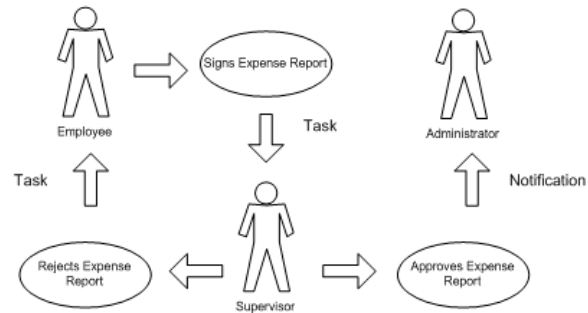 Signs Expense Report
Employee
Task
Administrator
Task
Notification
Rejects Expense
Report
Approves Expense
Report
Supervisor